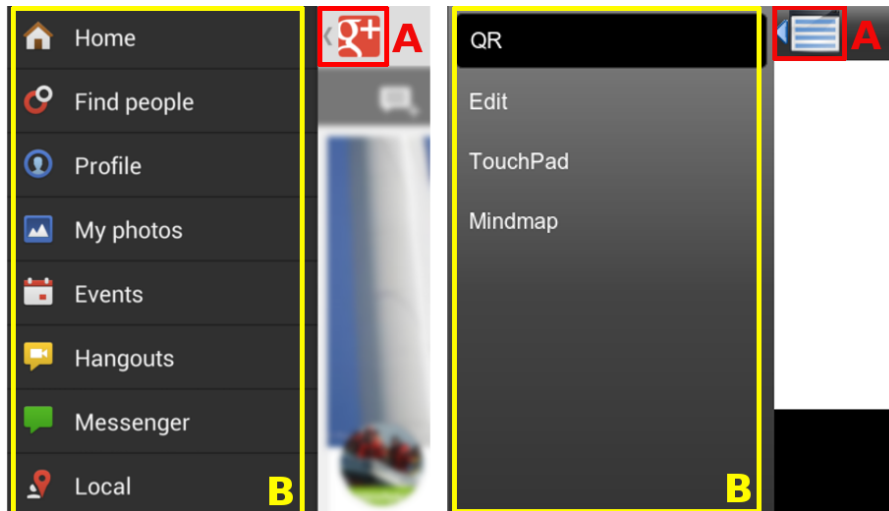 Home
Find people
Profile
My photos
Events
Hangouts
Messenger
Local
B
g+
A
QR
Edit
TouchPad
Mindmap
B
A